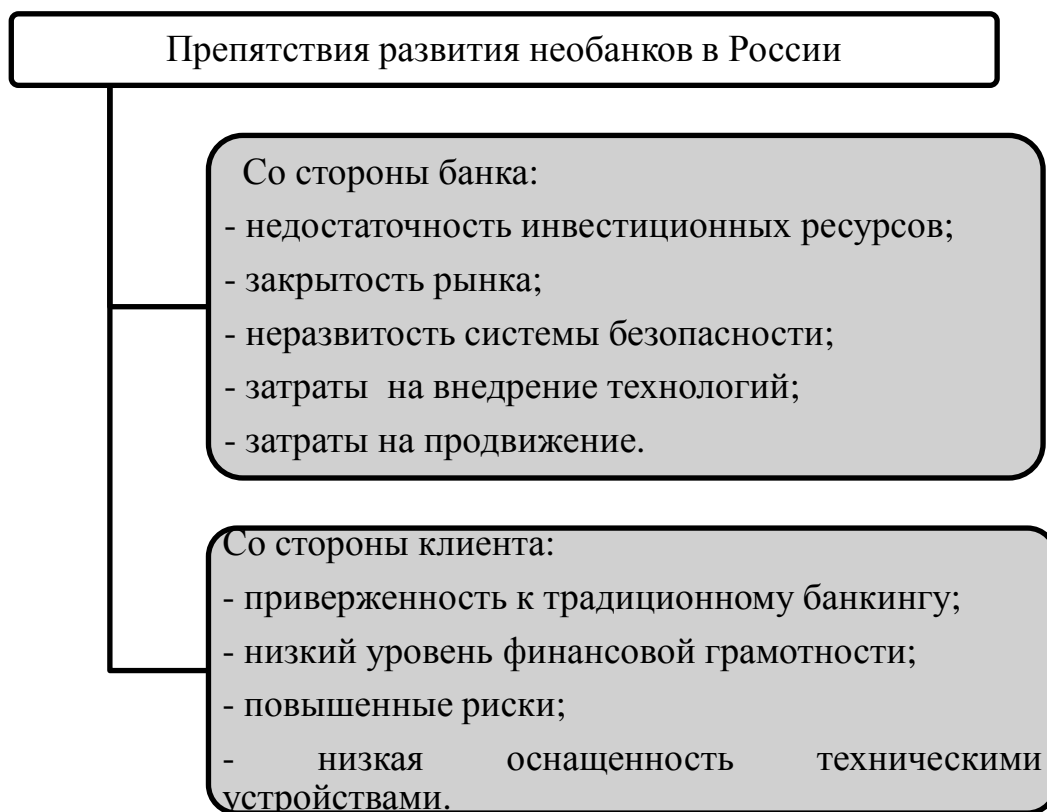 Препятствия развития необанков в России
Со стороны банка:
- недостаточность инвестиционных ресурсов;
- закрытость рынка;
- неразвитость системы безопасности;
- затраты  на внедрение технологий;
- затраты на продвижение.
Со стороны клиента:
- приверженность к традиционному банкингу;
- низкий уровень финансовой грамотности;
- повышенные риски;
- низкая оснащенность техническими
устройствами.